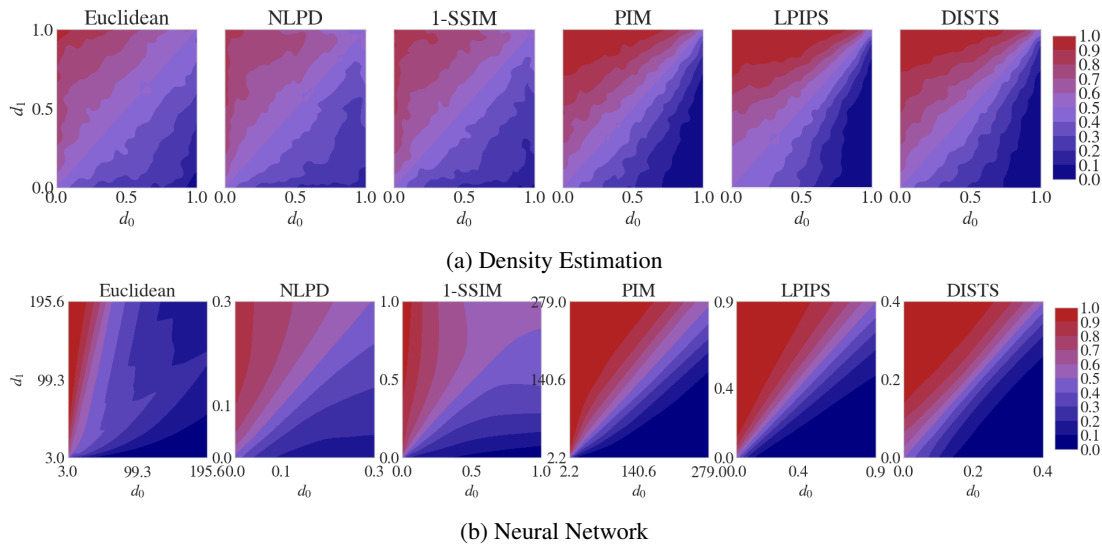 Euclidean NLPD 1-SSIM PIM LPIPS DISTS
1.0 1.0
0.9
0.8
0.7
0.6
d₁ 0.5 0.5
0.4
0.3
0.2
0.1
0.0 0.0
0.0 0.5 1.0 0.0 0.5 1.0 0.0 0.5 1.0 0.0 0.5 1.0 0.0 0.5 1.0 0.0 0.5 1.0
d₀ d₀ d₀ d₀ d₀ d₀
(a) Density Estimation
Euclidean NLPD 1-SSIM PIM LPIPS DISTS
195.6 0.3 1.0 279.0 0.9 0.4 1.0
0.9
0.8
0.7
0.6
d₁ 99.3 0.1 0.5 140.6 0.4 0.2 0.5
0.4
0.3
0.2
0.1
3.0 0.0 0.0 2.2 0.0 0.0 0.0
3.0 99.3 195.6 0.0 0.1 0.3 0.0 0.5 1.0 2.2 140.6 279.0 0.0 0.4 0.9 0.0 0.2 0.4
d₀ d₀ d₀ d₀ d₀ d₀
(b) Neural Network